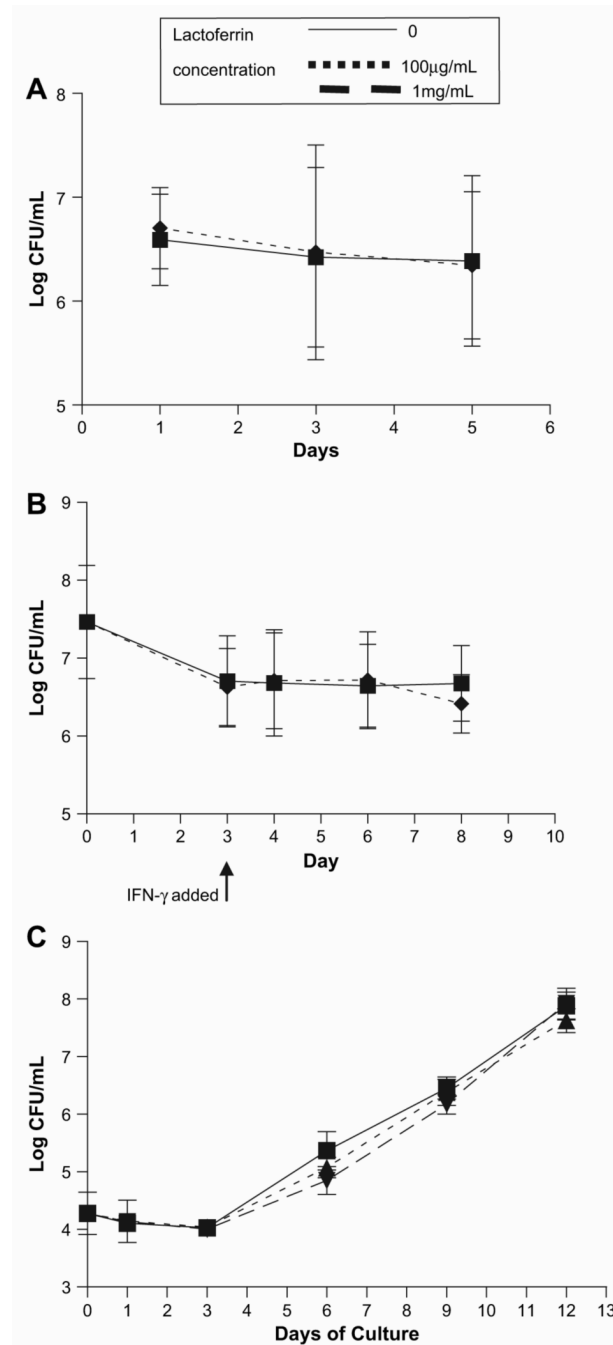 Lactoferrin 0
concentration 100μg/mL
1mg/mL
A
8
7
6
5
Log CFU/mL
0 1 2 3 4 5 6
Days
B
9
8
7
6
5
Log CFU/mL
0 1 2 3 4 5 6 7 8 9 10
Day
IFN-γ added
C
9
8
7
6
5
4
3
Log CFU/mL
0 1 2 3 4 5 6 7 8 9 10 11 12 13
Days of Culture